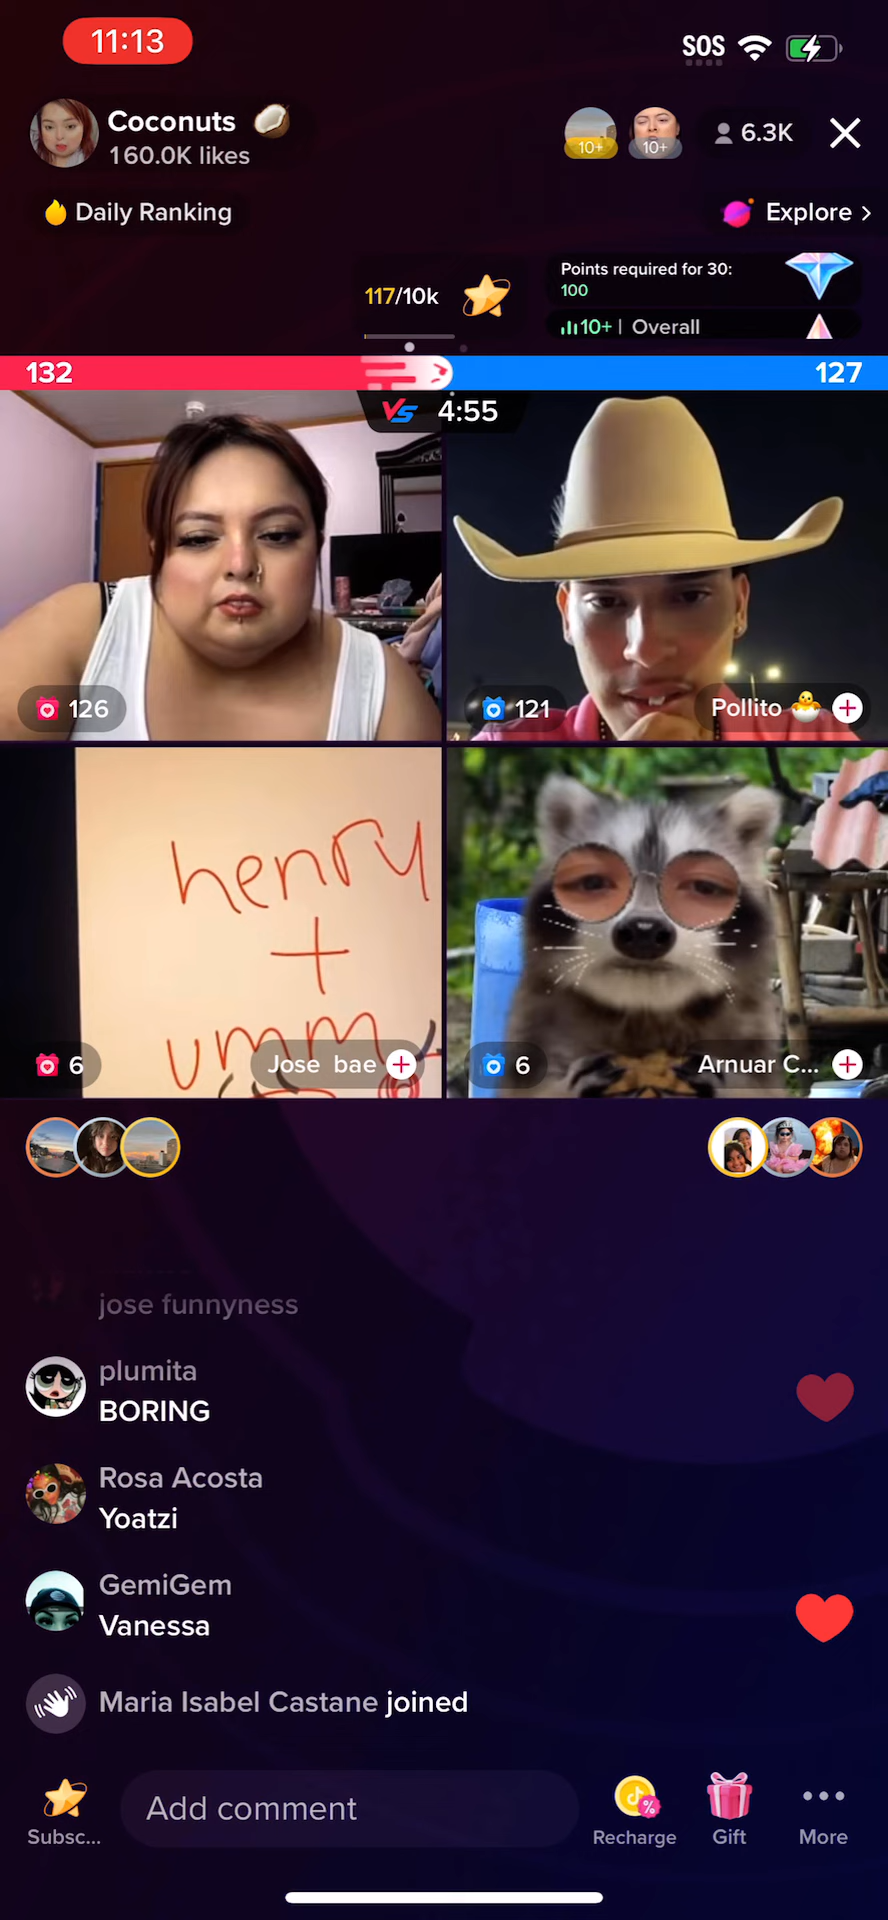 11:13
SOS
Coconuts 🥥
160.0K likes
10+
10+
6.3K
Daily Ranking
Explore >
117/10k
Points required for 30:
100
10+ | Overall
132
127
VS 4:55
126
121
Pollito 🐣
henry
+
umm
6
Jose bae
6
Arnuar C...
jose funnyness
plumita
BORING
Rosa Acosta
Yoatzi
GemiGem
Vanessa
Maria Isabel Castane joined
Subsc...
Add comment
Recharge
Gift
More